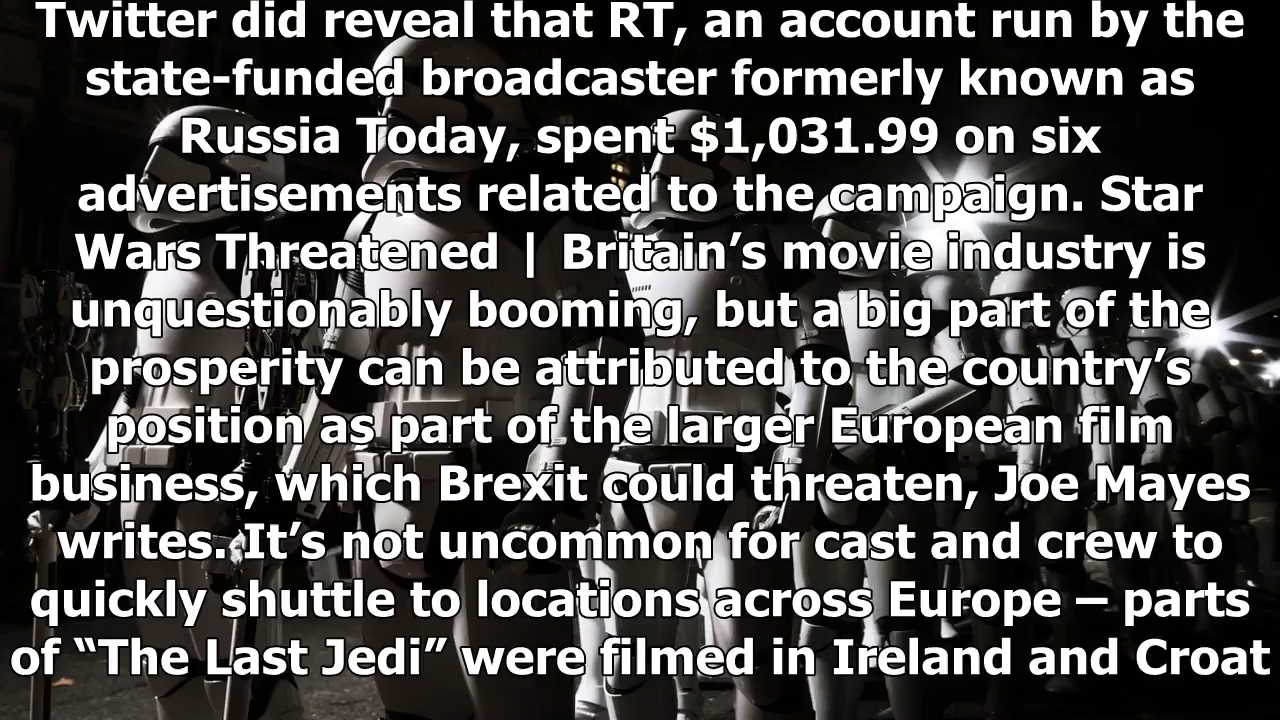 Twitter did reveal that RT, an account run by the
state-funded broadcaster formerly known as
Russia Today, spent $1,031.99 on six
advertisements related to the campaign. Star
Wars Threatened | Britain’s movie industry is
unquestionably booming, but a big part of the
prosperity can be attributed to the country’s
position as part of the larger European film
business, which Brexit could threaten, Joe Mayes
writes. It’s not uncommon for cast and crew to
quickly shuttle to locations across Europe – parts
of “The Last Jedi” were filmed in Ireland and Croat